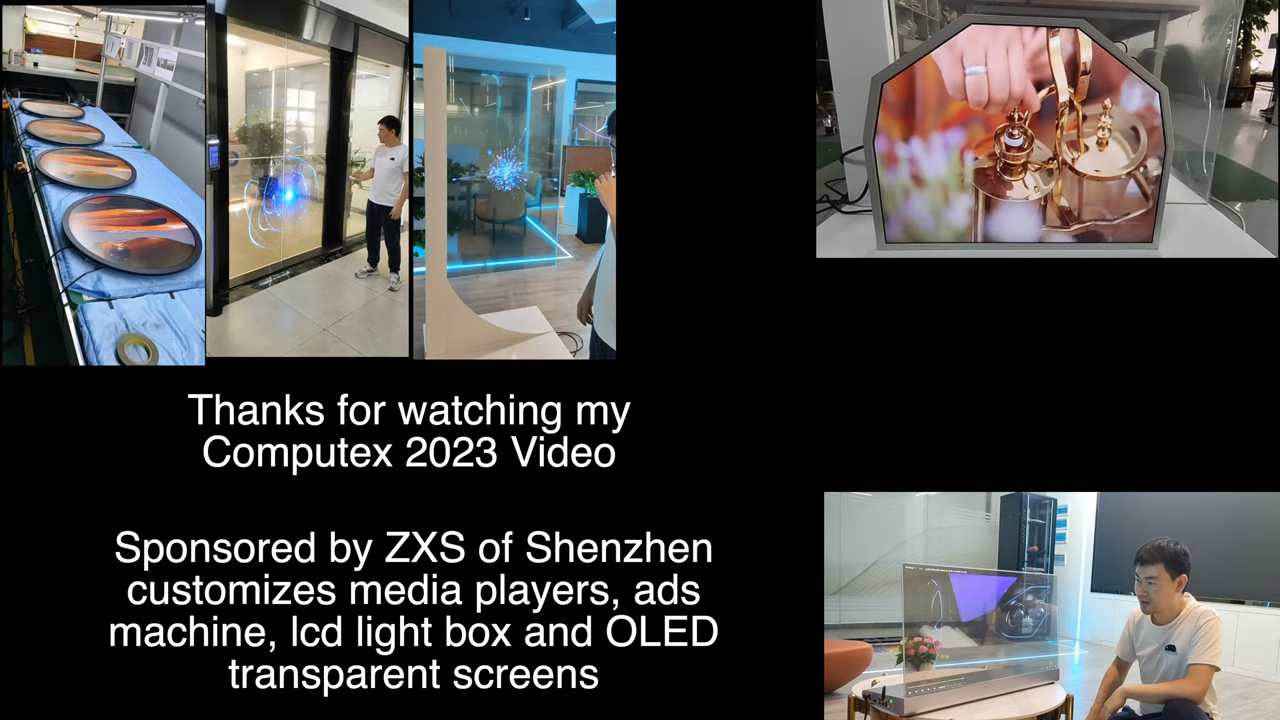 Thanks for watching my
Computex 2023 Video
Sponsored by ZXS of Shenzhen
customizes media players, ads
machine, lcd light box and OLED
transparent screens